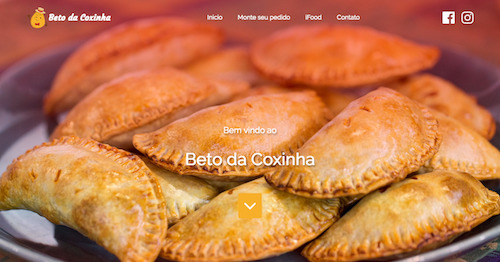 Beto da Coxinha
Início Monte seu pedido iFood Contato
Bem vindo ao
Beto da Coxinha